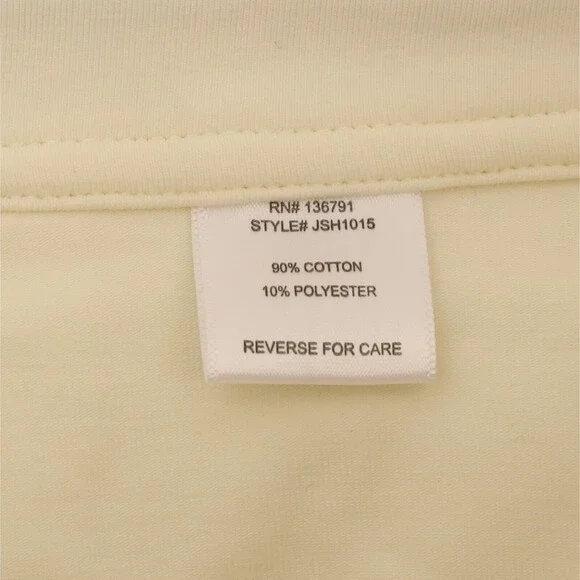 RN# 136791
STYLE# JSH1015
90% COTTON
10% POLYESTER
REVERSE FOR CARE